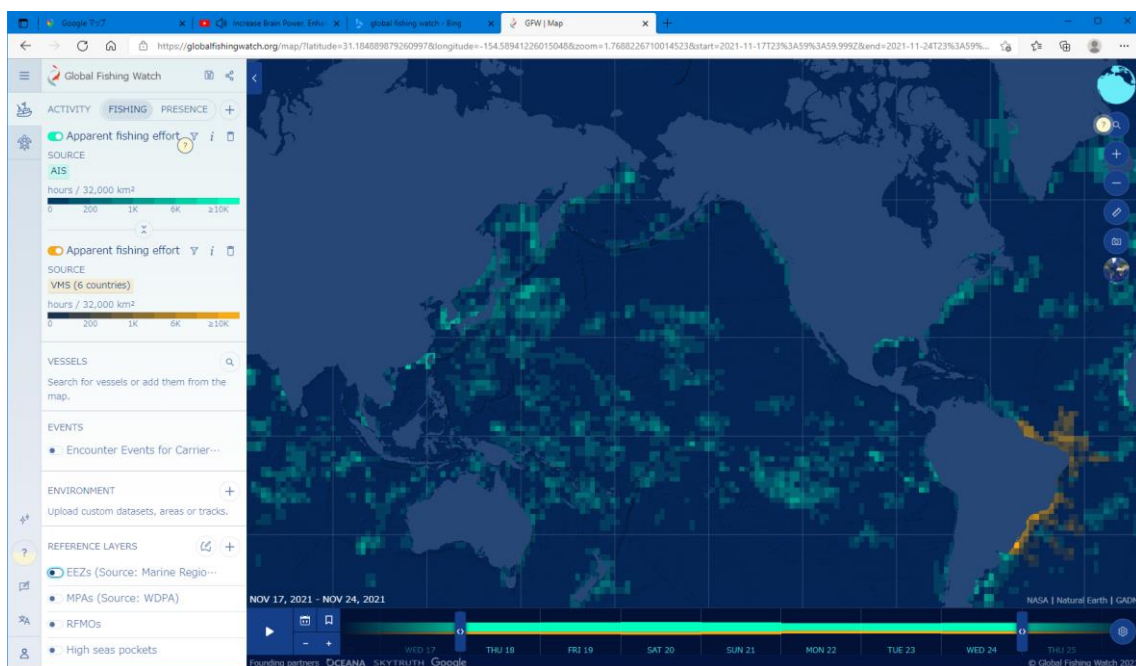 Google マップ
Increase Brain Power, Enha
global fishing watch - Bing
GFW | Map
https://globalfishingwatch.org/map/?latitude=31.184889879260997&longitude=-154.58941226015048&zoom=1.7688226710014523&start=2021-11-17T23%3A59%3A59.999Z&end=2021-11-24T23%3A59%...
Global Fishing Watch
ACTIVITY FISHING PRESENCE +
Apparent fishing effort i
?
SOURCE
AIS
hours / 32,000 km²
0 200 1K 6K ≥10K
Apparent fishing effort i
SOURCE
VMS (6 countries)
hours / 32,000 km²
0 200 1K 6K ≥10K
VESSELS
Search for vessels or add them from the
map.
EVENTS
Encounter Events for Carrier…
ENVIRONMENT +
Upload custom datasets, areas or tracks.
REFERENCE LAYERS +
?
EEZs (Source: Marine Regio…
MPAs (Source: WDPA)
RFMOs
High seas pockets
?
NOV 17, 2021 - NOV 24, 2021
NASA | Natural Earth | GADM
WED 17 THU 18 FRI 19 SAT 20 SUN 21 MON 22 TUE 23 WED 24 THU 25
Founding partners OCEANA SKYTRUTH Google
© Global Fishing Watch 202